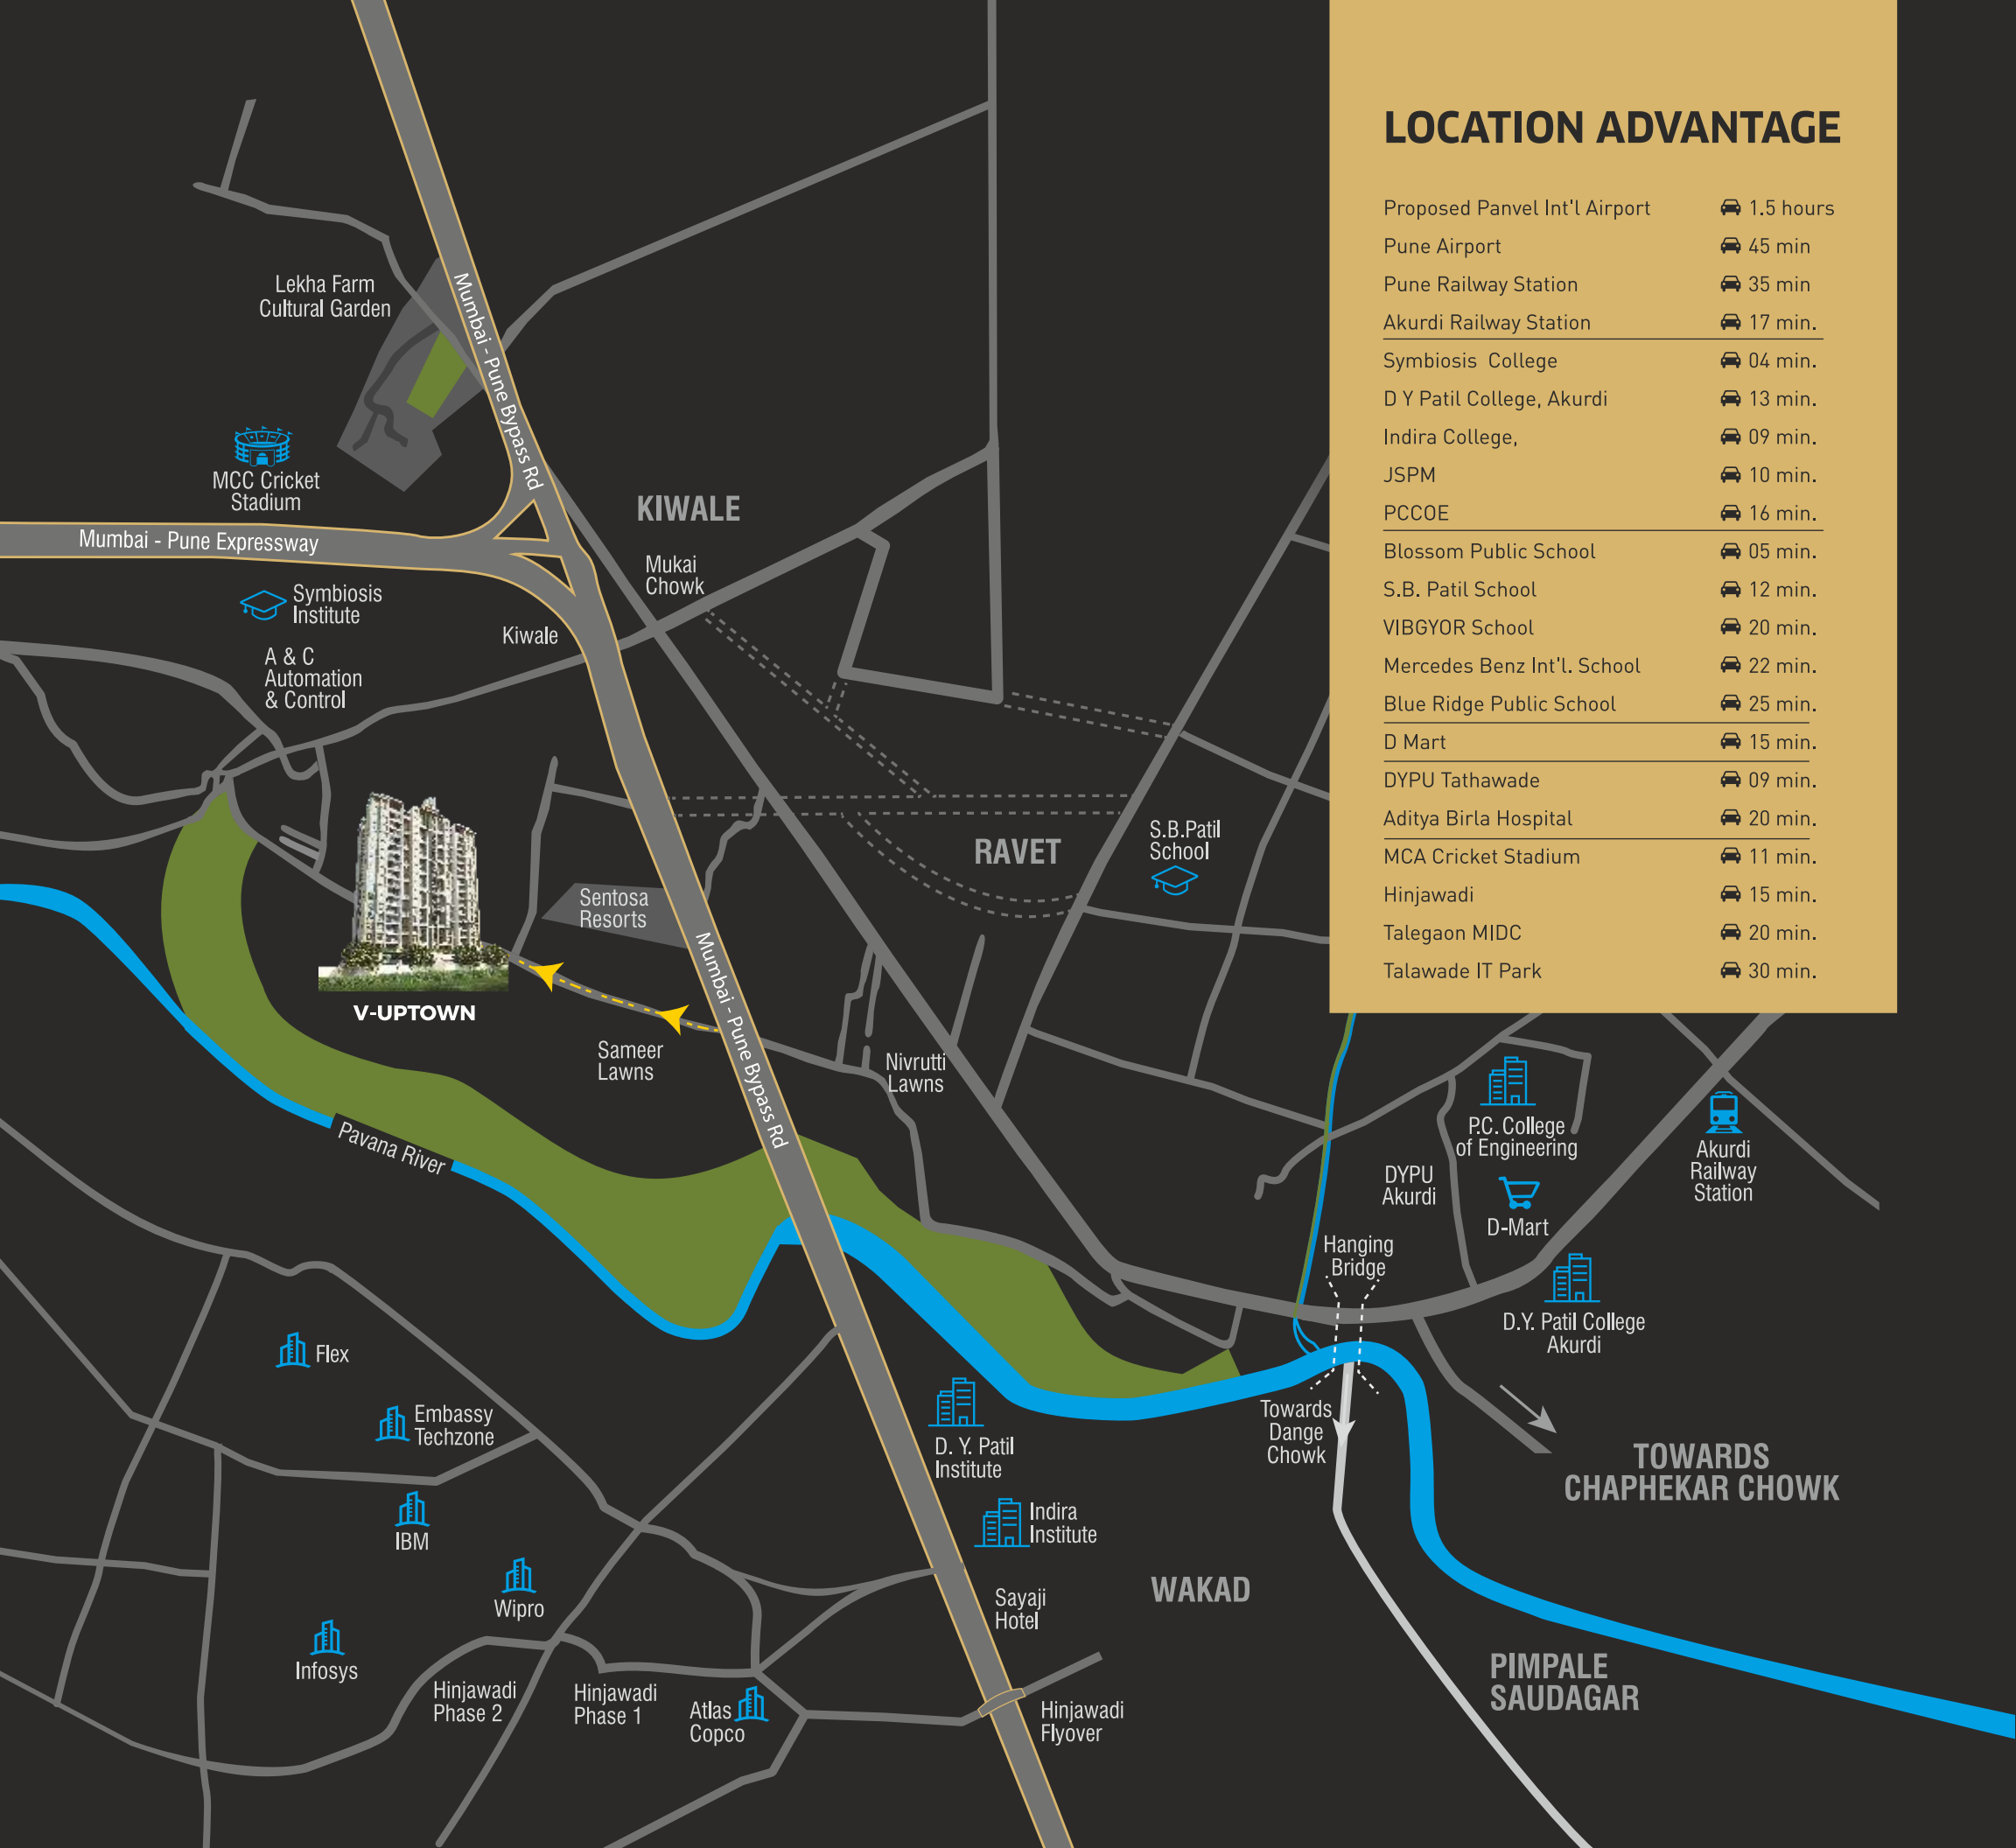 LOCATION ADVANTAGE
Proposed Panvel Int'l Airport 1.5 hours
Pune Airport 45 min
Pune Railway Station 35 min
Akurdi Railway Station 17 min.
Symbiosis College 04 min.
D Y Patil College, Akurdi 13 min.
Indira College, 09 min.
JSPM 10 min.
PCCOE 16 min.
Blossom Public School 05 min.
S.B. Patil School 12 min.
VIBGYOR School 20 min.
Mercedes Benz Int'l. School 22 min.
Blue Ridge Public School 25 min.
D Mart 15 min.
DYPU Tathawade 09 min.
Aditya Birla Hospital 20 min.
MCA Cricket Stadium 11 min.
Hinjawadi 15 min.
Talegaon MIDC 20 min.
Talawade IT Park 30 min.
Lekha Farm
Cultural Garden
Mumbai - Pune Bypass Rd
MCC Cricket
Stadium
Mumbai - Pune Expressway
KIWALE
Mukai
Chowk
Symbiosis
Institute
Kiwale
A & C
Automation
& Control
RAVET
S.B.Patil
School
Sentosa
Resorts
V-UPTOWN
Mumbai - Pune Bypass Rd
Sameer
Lawns
Nivrutti
Lawns
Pavana River
P.C. College
of Engineering
Akurdi
Railway
Station
DYPU
Akurdi
D-Mart
Hanging
Bridge
D.Y. Patil College
Akurdi
Flex
Embassy
Techzone
IBM
Wipro
Infosys
D. Y. Patil
Institute
Towards
Dange
Chowk
TOWARDS
CHAPHEKAR CHOWK
Indira
Institute
WAKAD
Sayaji
Hotel
PIMPALE
SAUDAGAR
Hinjawadi
Phase 2
Hinjawadi
Phase 1
Atlas
Copco
Hinjawadi
Flyover